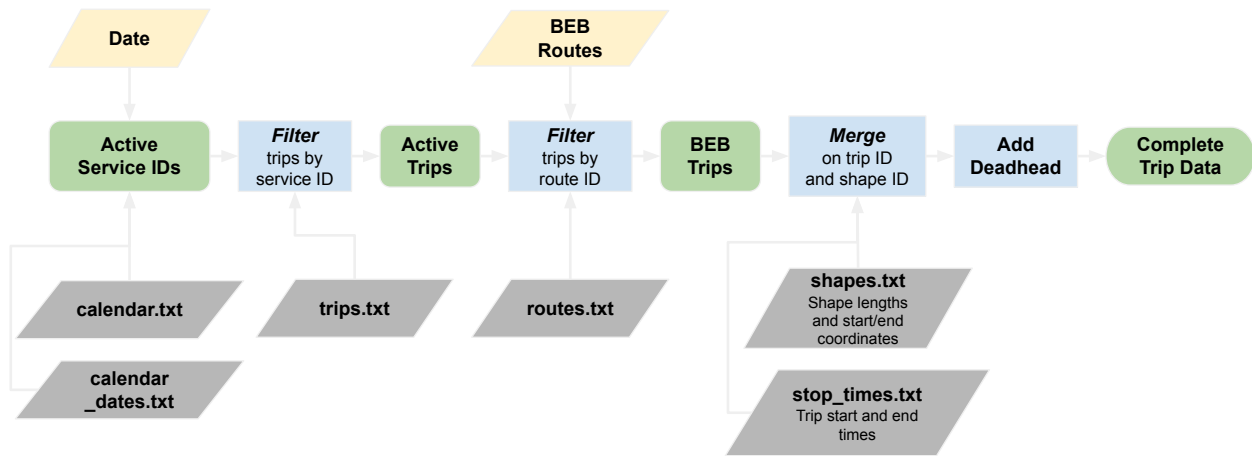 Date
BEB
Routes
Active
Service IDs
Filter
trips by
service ID
Active
Trips
Filter
trips by
route ID
BEB
Trips
Merge
on trip ID
and shape ID
Add
Deadhead
Complete
Trip Data
calendar.txt
trips.txt
routes.txt
shapes.txt
Shape lengths
and start/end
coordinates
calendar
_dates.txt
stop_times.txt
Trip start and end
times